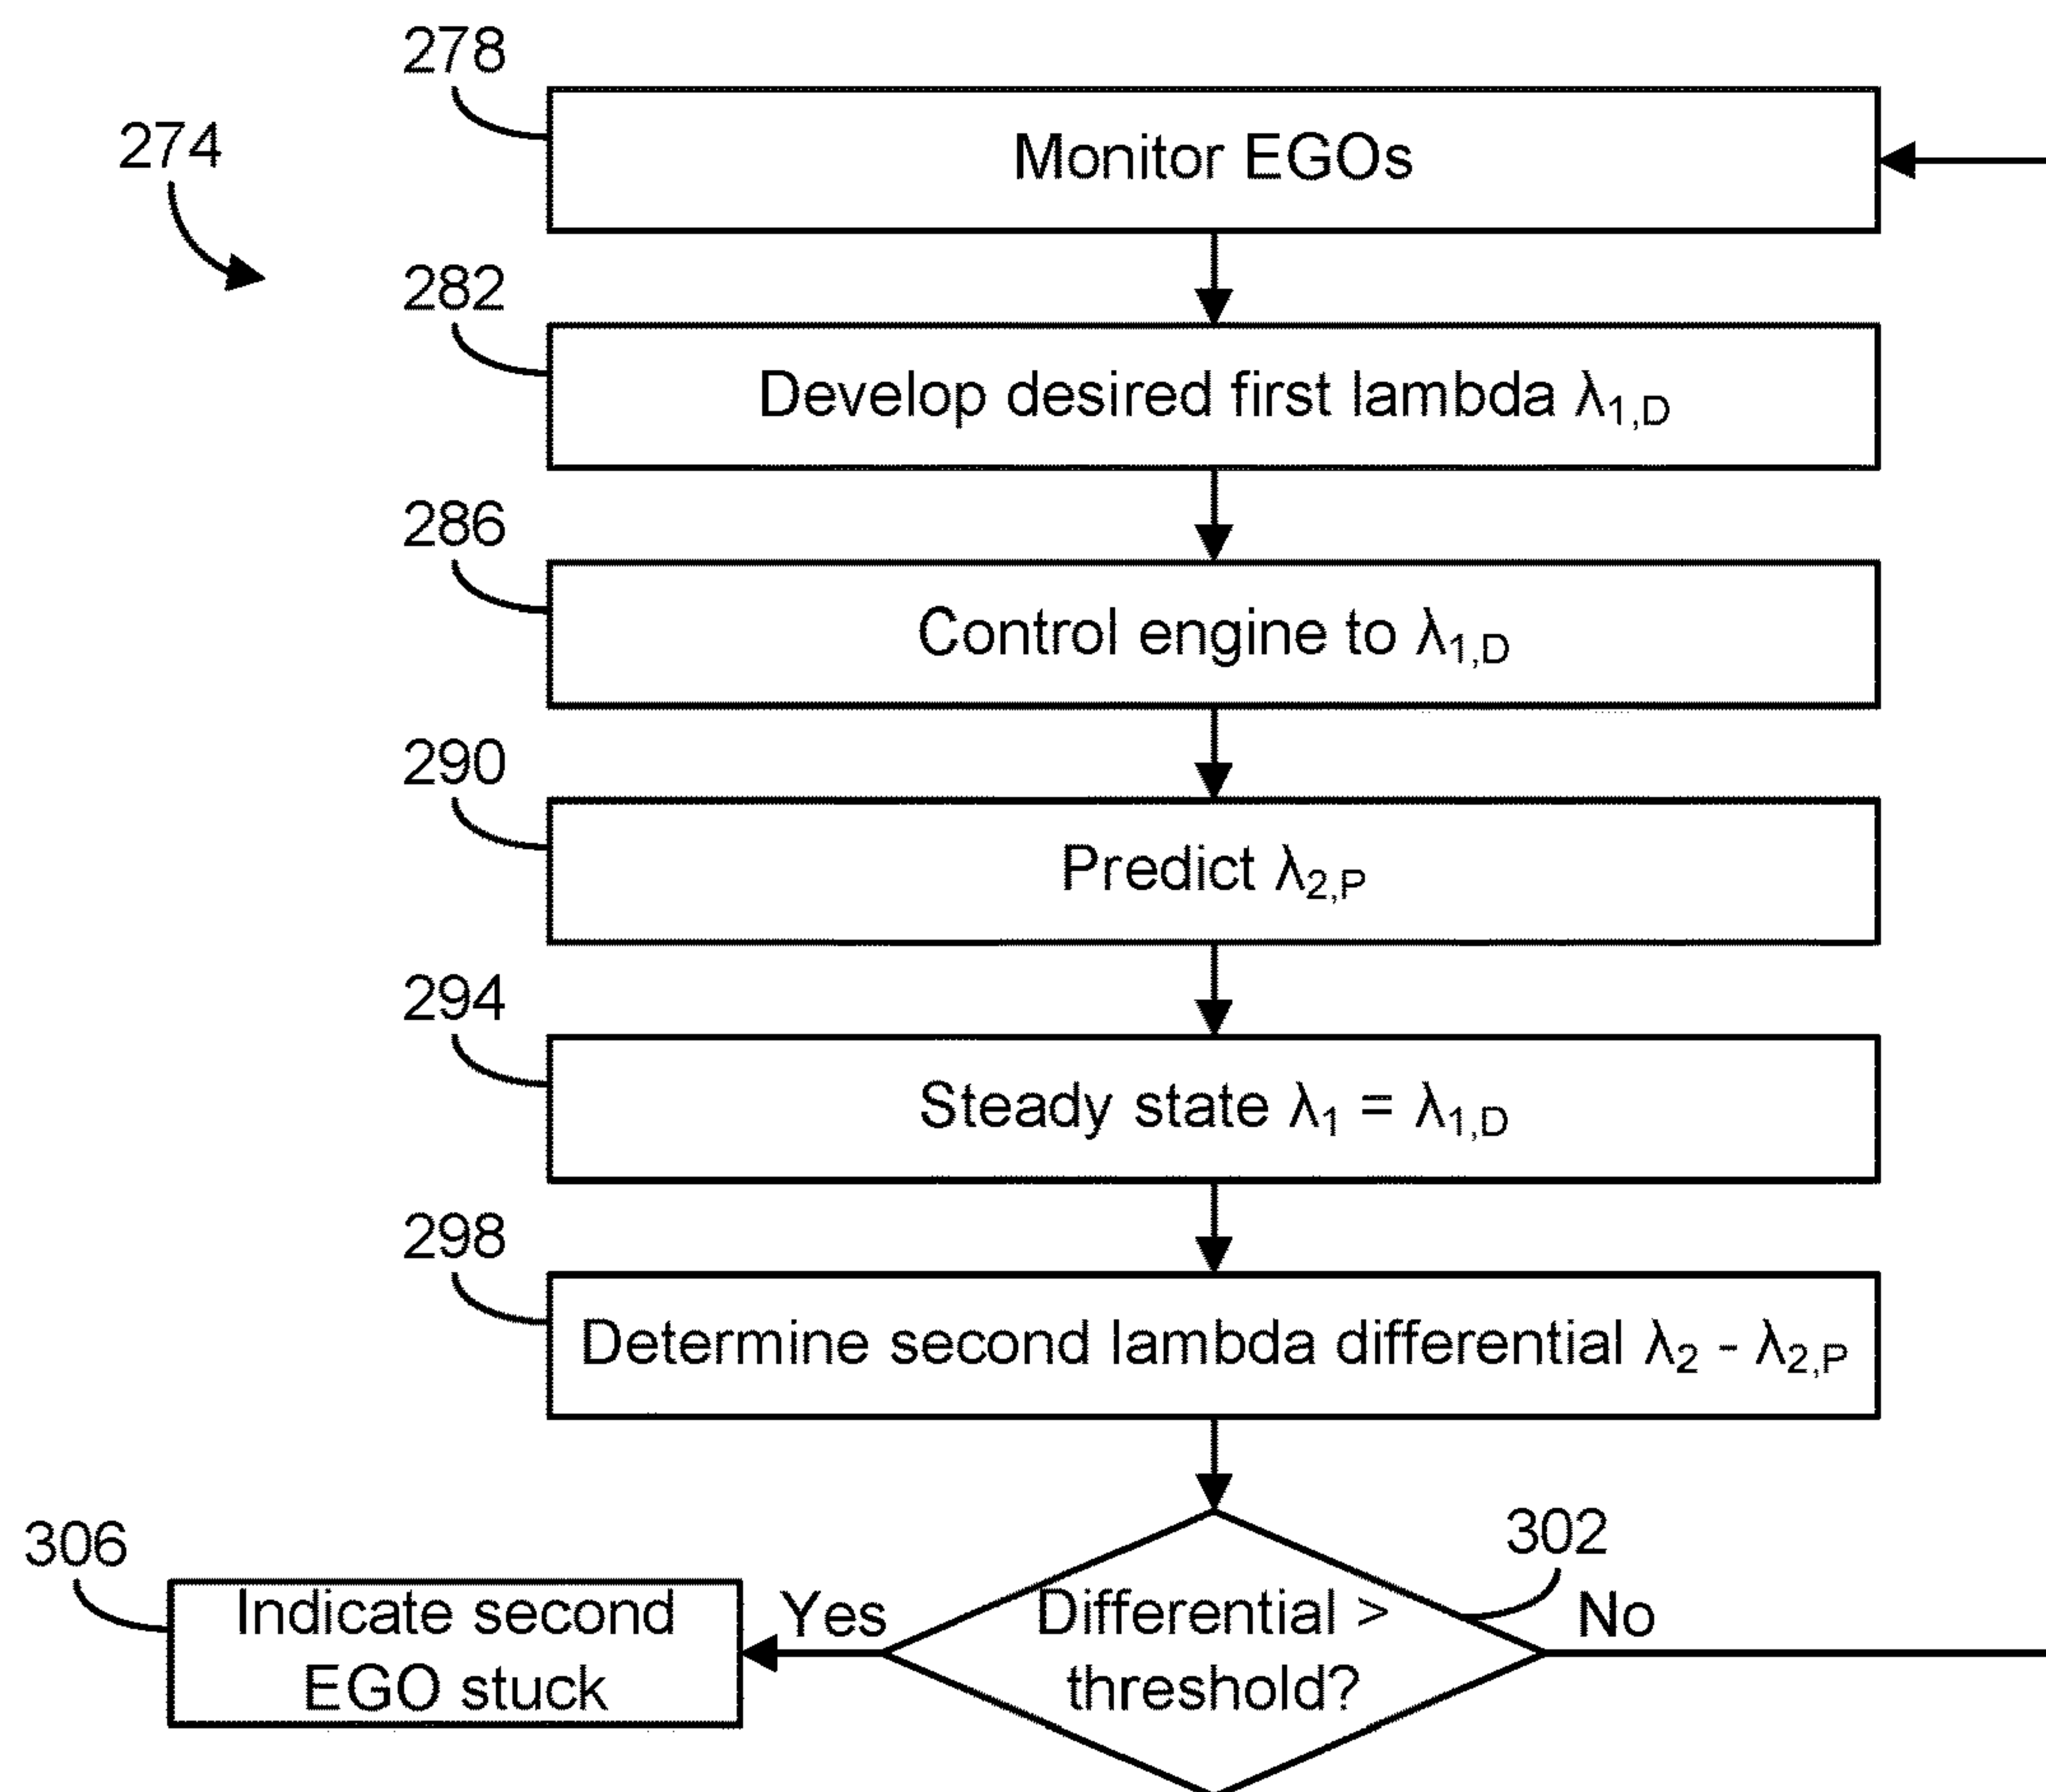 278
274
Monitor EGOs
282
Develop desired first lambda λ₁,D
286
Control engine to λ₁,D
290
Predict λ₂,P
294
Steady state λ₁ = λ₁,D
298
Determine second lambda differential λ₂ - λ₂,P
306
302
Indicate second
EGO stuck
Yes
Differential >
threshold?
No